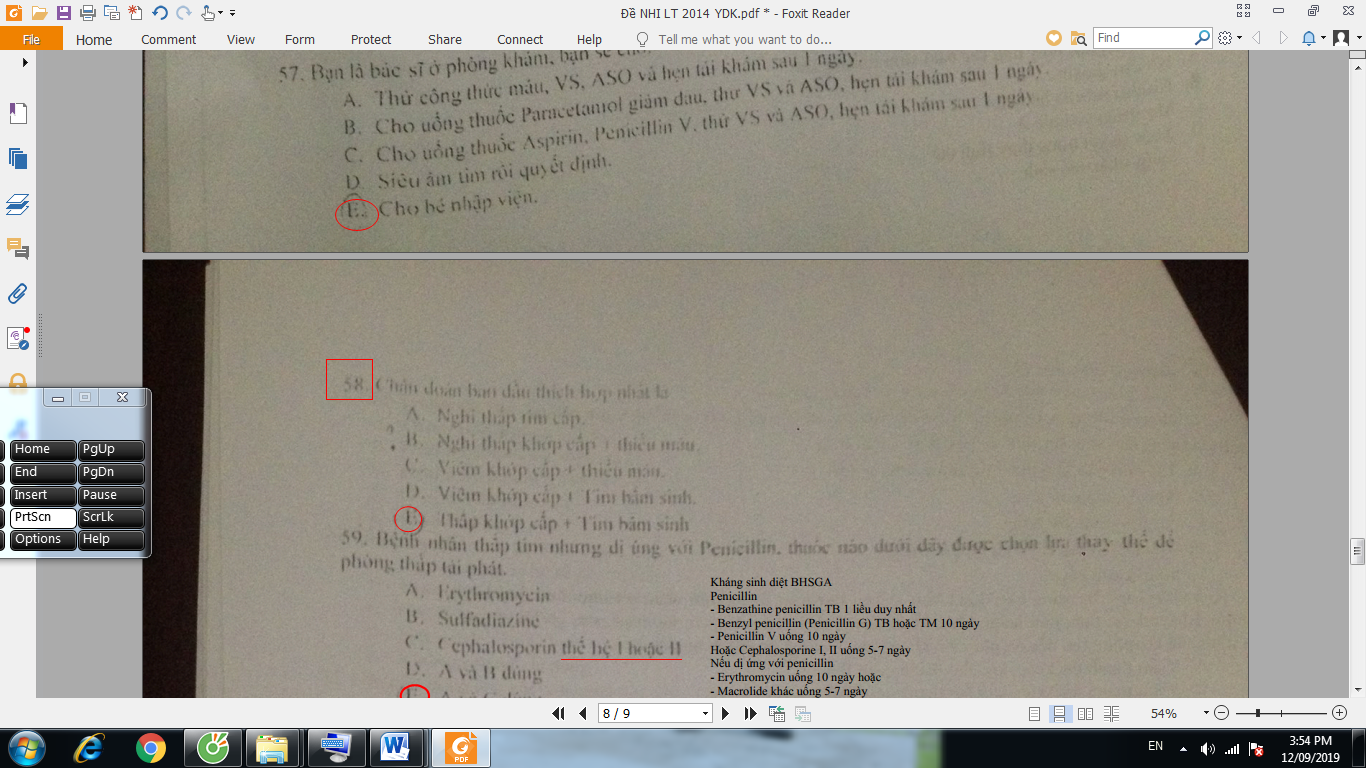 Đề NHI LT 2014 YDK.pdf * - Foxit Reader
File Home Comment View Form Protect Share Connect Help Tell me what you want to do... Find
57. Bạn là bác sĩ ở phòng khám, bạn sẽ
A. Thử công thức máu, VS, ASO và hẹn tái khám sau 1 ngày.
B. Cho uống thuốc Paracetamol giảm đau, thử VS và ASO, hẹn tái khám sau 1 ngày.
C. Cho uống thuốc Aspirin, Penicillin V, thử VS và ASO, hẹn tái khám sau 1 ngày
D. Siêu âm tim rồi quyết định.
E. Cho bé nhập viện.
58. Chẩn đoán ban đầu thích hợp nhất là
A. Nghi thấp tim cấp.
? B. Nghi thấp khớp cấp + thiếu máu.
C. Viêm khớp cấp + thiếu máu.
D. Viêm khớp cấp + Tim bẩm sinh.
E. Thấp khớp cấp + Tim bẩm sinh
59. Bệnh nhân thấp tim nhưng dị ứng với Penicillin, thuốc nào dưới đây được chọn lựa thay thế để
phòng thấp tái phát.
A. Erythromycin
B. Sulfadiazine
C. Cephalosporin thế hệ I hoặc II
D. A và B đúng
Kháng sinh diệt BHSGA
Penicillin
- Benzathine penicillin TB 1 liều duy nhất
- Benzyl penicillin (Penicillin G) TB hoặc TM 10 ngày
- Penicillin V uống 10 ngày
Hoặc Cephalosporine I, II uống 5-7 ngày
Nếu dị ứng với penicillin
- Erythromycin uống 10 ngày hoặc
- Macrolide khác uống 5-7 ngày
Home PgUp
End PgDn
Insert Pause
PrtScn ScrLk
Options Help
8 / 9
54%
PDF
EN
3:54 PM
12/09/2019